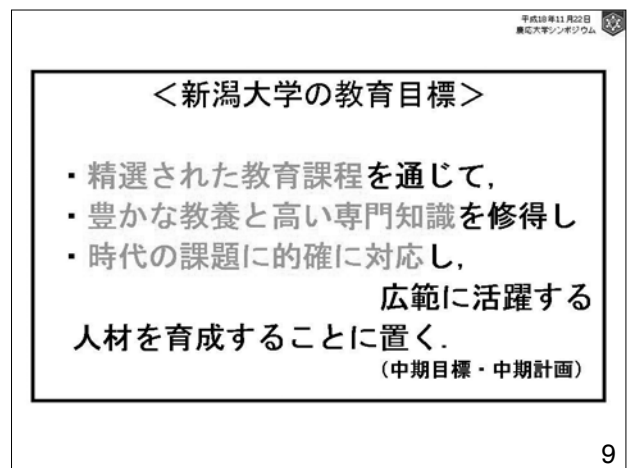 平成18年11月22日
慶応大学シンポジウム
＜新潟大学の教育目標＞
・精選された教育課程を通じて，
・豊かな教養と高い専門知識を修得し
・時代の課題に的確に対応し，
広範に活躍する
人材を育成することに置く．
（中期目標・中期計画）
9